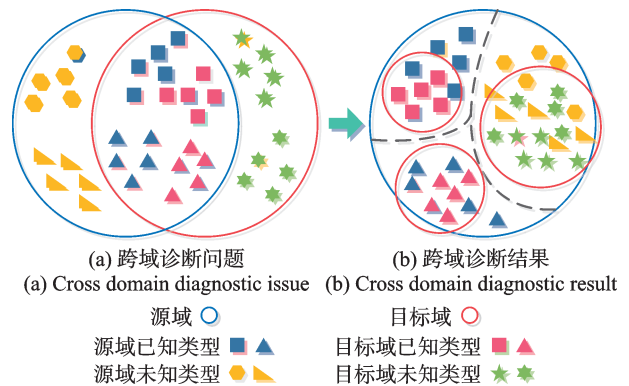 (a) 跨域诊断问题
(b) 跨域诊断结果
(a) Cross domain diagnostic issue
(b) Cross domain diagnostic result
源域
目标域
源域已知类型
目标域已知类型
源域未知类型
目标域未知类型